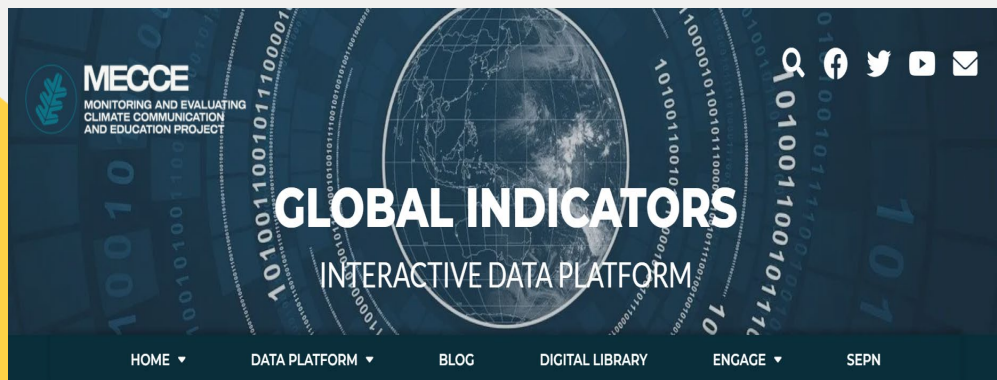 MECCE
MONITORING AND EVALUATING
CLIMATE COMMUNICATION
AND EDUCATION PROJECT
GLOBAL INDICATORS
INTERACTIVE DATA PLATFORM
HOME
DATA PLATFORM
BLOG
DIGITAL LIBRARY
ENGAGE
SEPN